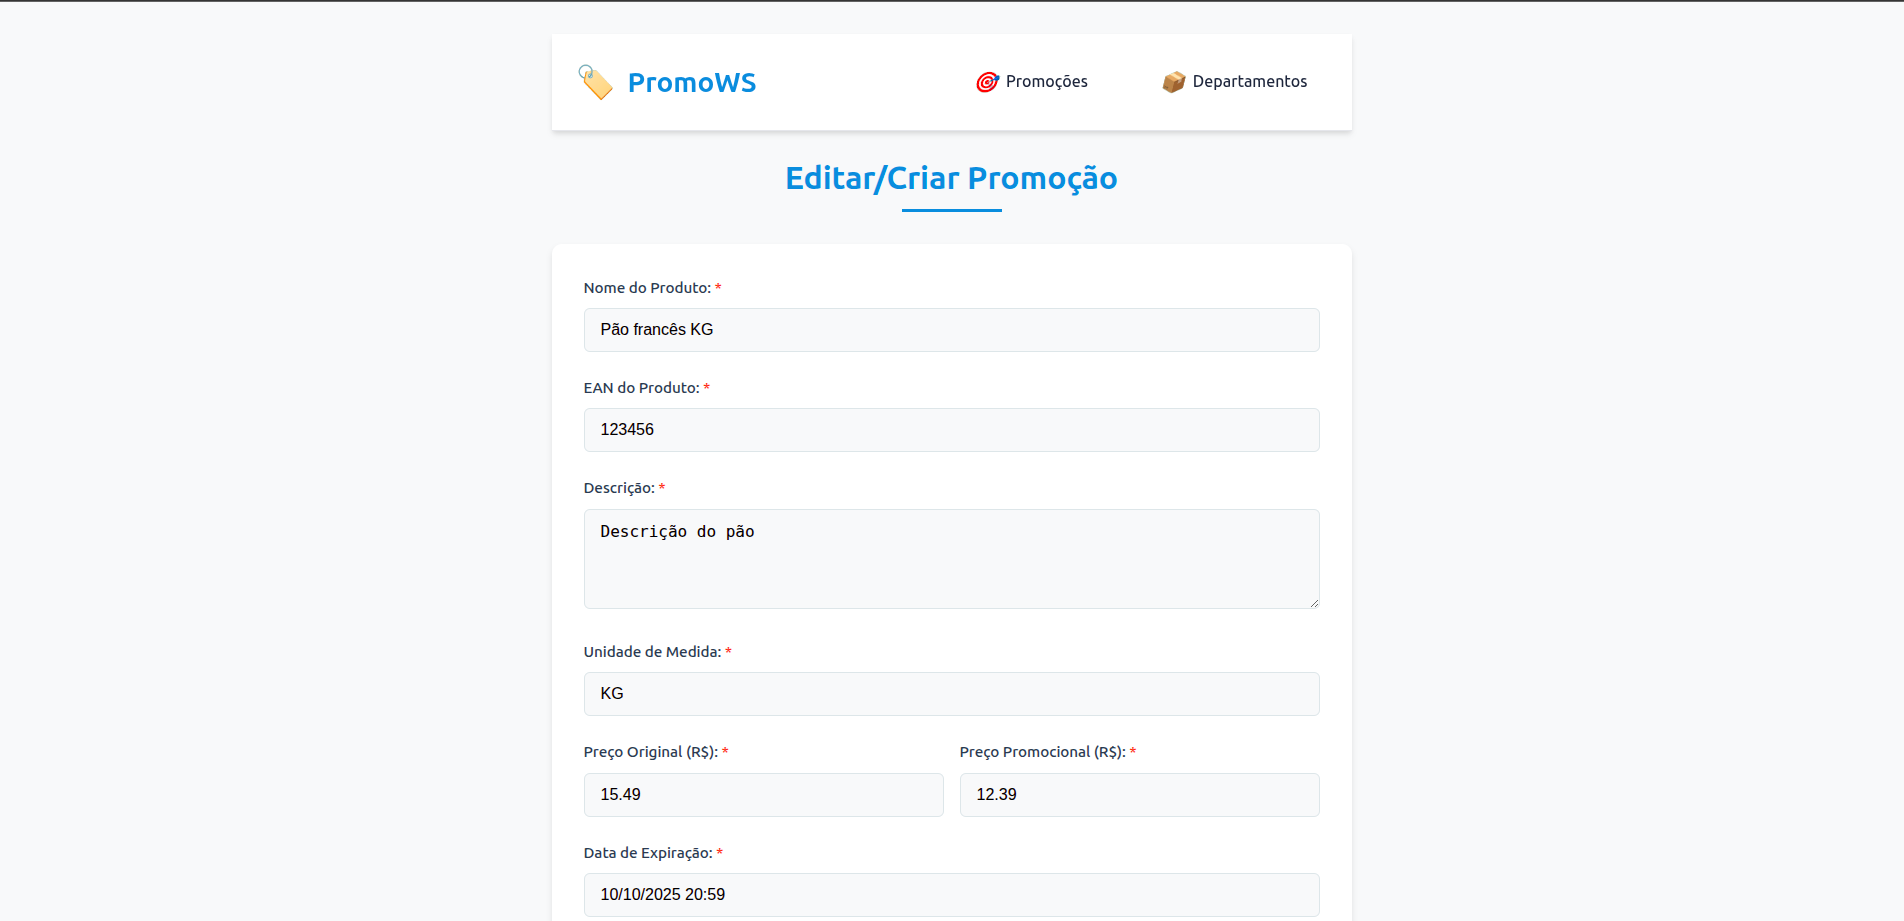 PromoWS
Promoções
Departamentos
Editar/Criar Promoção
Nome do Produto: *
Pão francês KG
EAN do Produto: *
123456
Descrição: *
Descrição do pão
Unidade de Medida: *
KG
Preço Original (R$): *
Preço Promocional (R$): *
15.49
12.39
Data de Expiração: *
10/10/2025 20:59